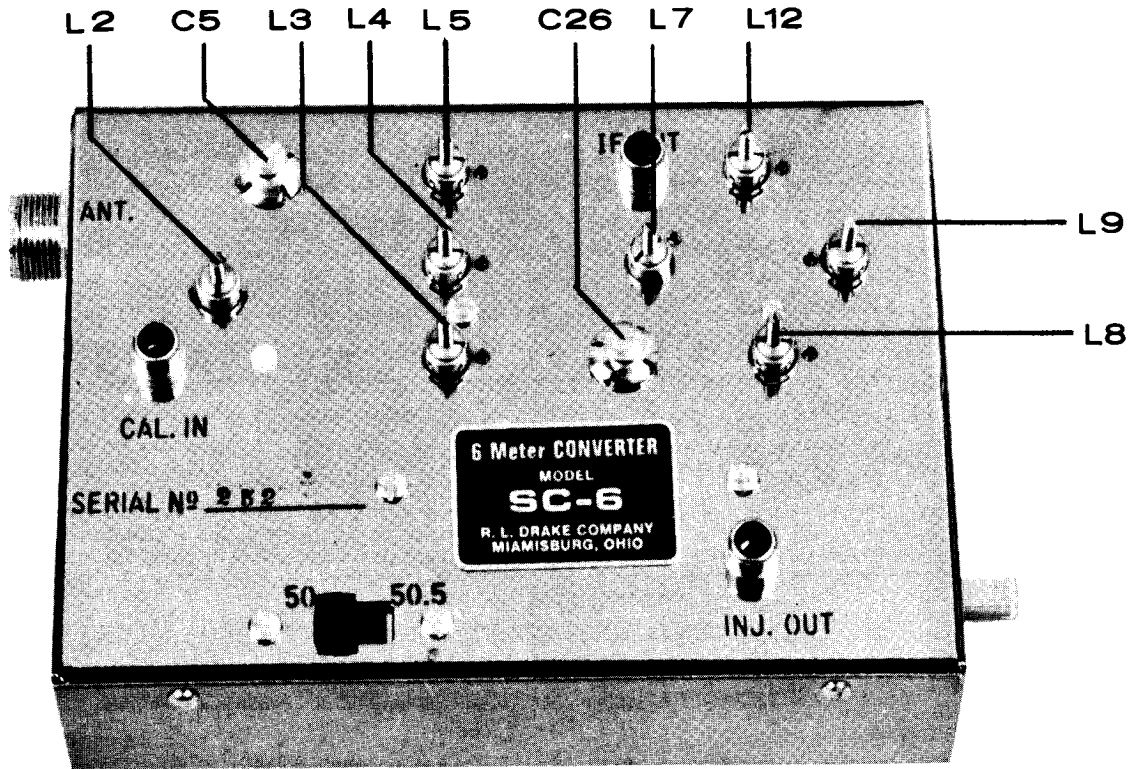 L2 C5 L3 L4 L5 C26 L7 L12
ANT.
L9
L8
CAL. IN
6 Meter CONVERTER
MODEL
SC-6
R. L. DRAKE COMPANY
MIAMISBURG, OHIO
SERIAL Nº
50 50.5
INJ. OUT